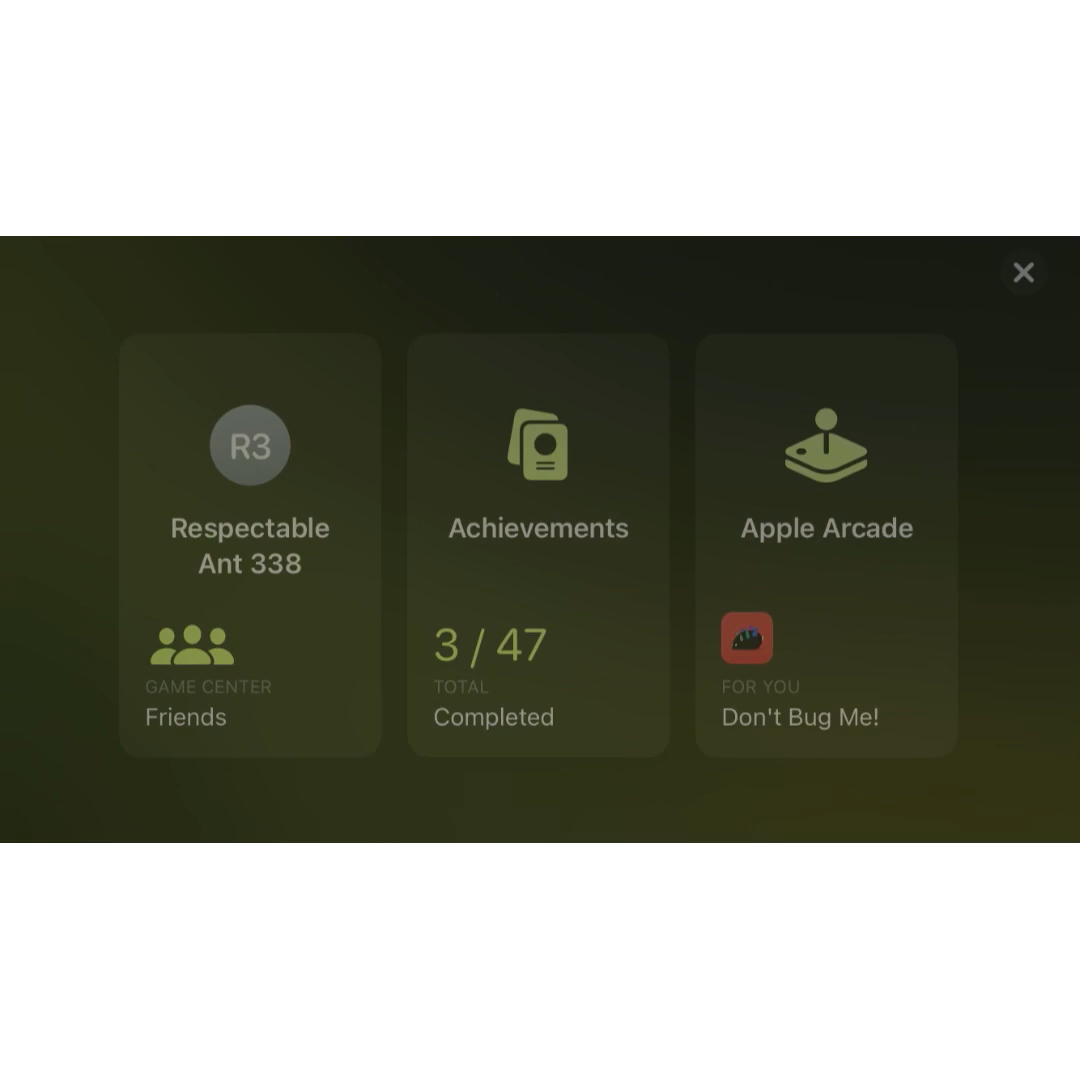 R3
Respectable
Ant 338
GAME CENTER
Friends
Achievements
3 / 47
TOTAL
Completed
Apple Arcade
FOR YOU
Don't Bug Me!